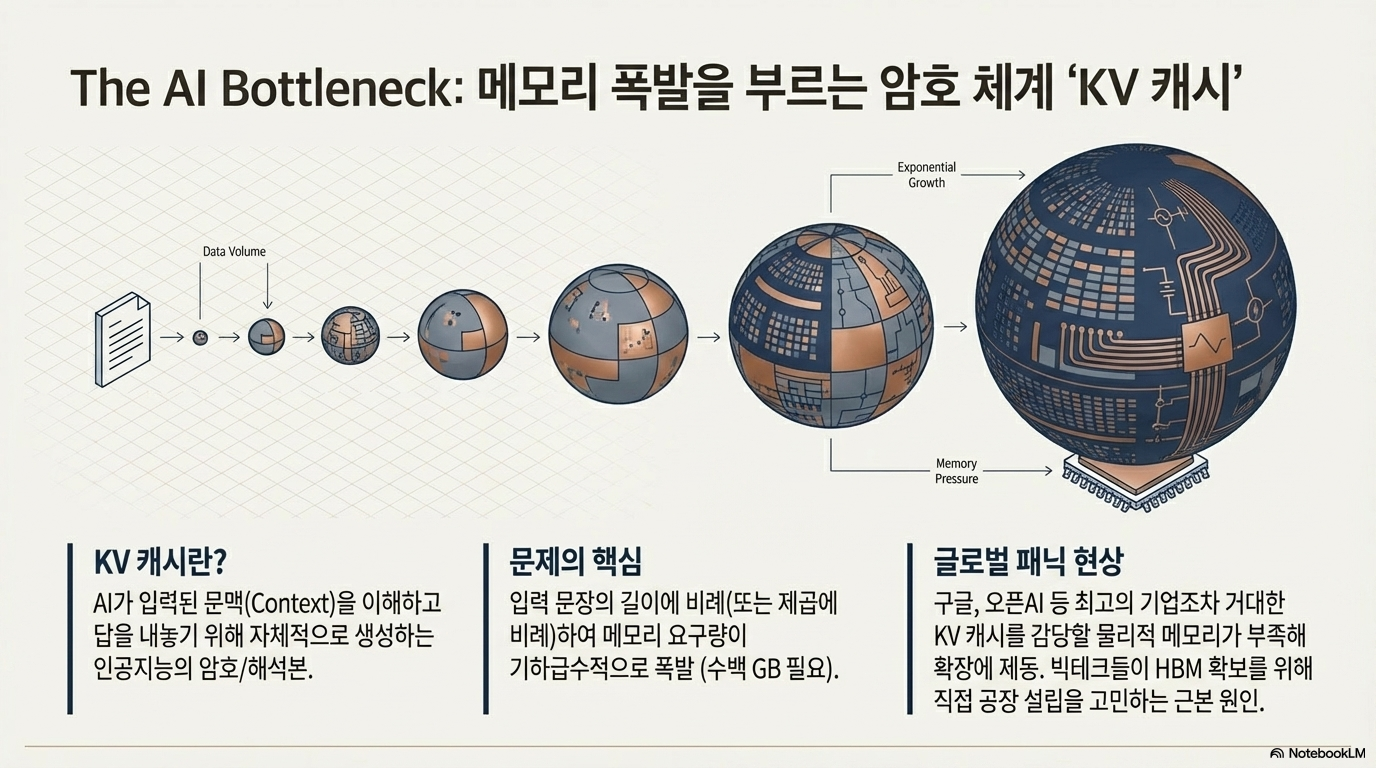 The AI Bottleneck: 메모리 폭발을 부르는 암호 체계 ‘KV 캐시’
Data Volume
Exponential
Growth
Memory
Pressure
KV 캐시란?
AI가 입력된 문맥(Context)을 이해하고
답을 내놓기 위해 자체적으로 생성하는
인공지능의 암호/해석본.
문제의 핵심
입력 문장의 길이에 비례(또는 제곱에
비례)하여 메모리 요구량이
기하급수적으로 폭발 (수백 GB 필요).
글로벌 패닉 현상
구글, 오픈AI 등 최고의 기업조차 거대한
KV 캐시를 감당할 물리적 메모리가 부족해
확장에 제동. 빅테크들이 HBM 확보를 위해
직접 공장 설립을 고민하는 근본 원인.
NotebookLM